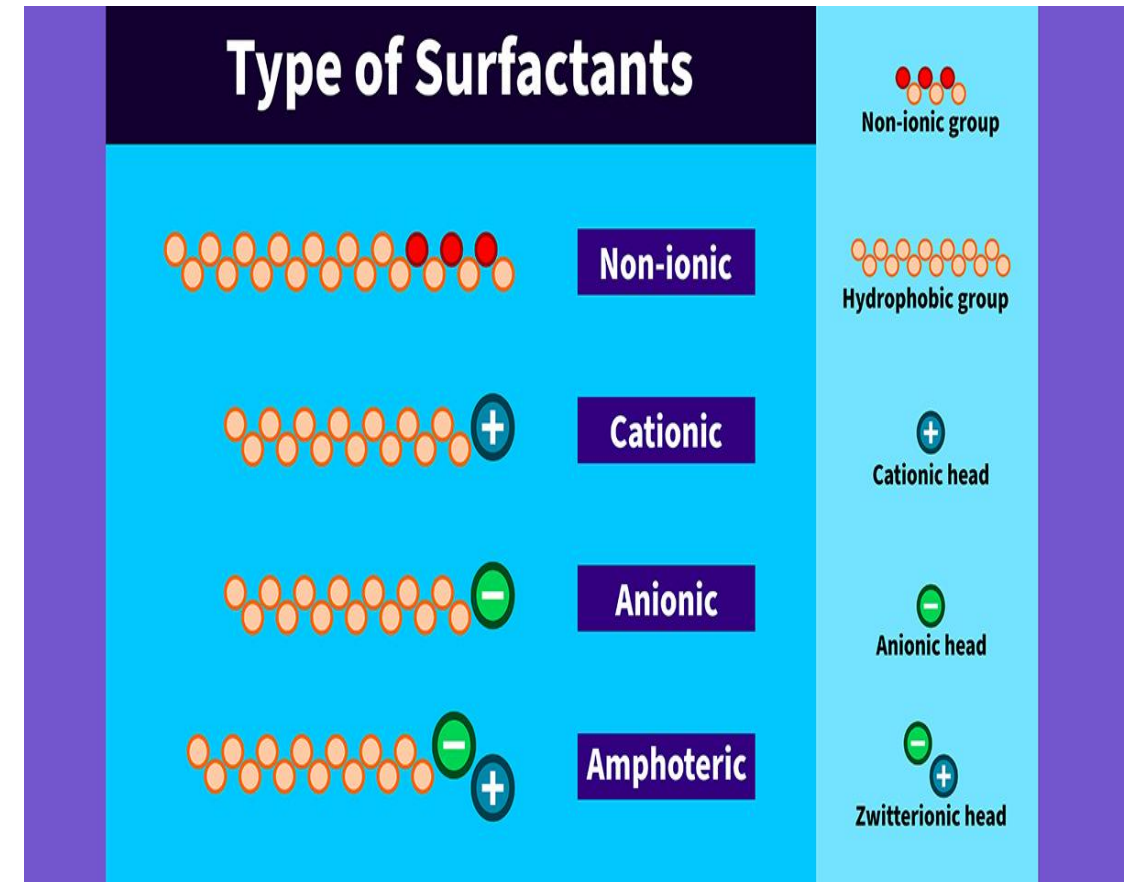 Type of Surfactants
Non-ionic
Cationic
+
Anionic
−
Amphoteric
−
+
Non-ionic group
Hydrophobic group
+
Cationic head
−
Anionic head
−
+
Zwitterionic head